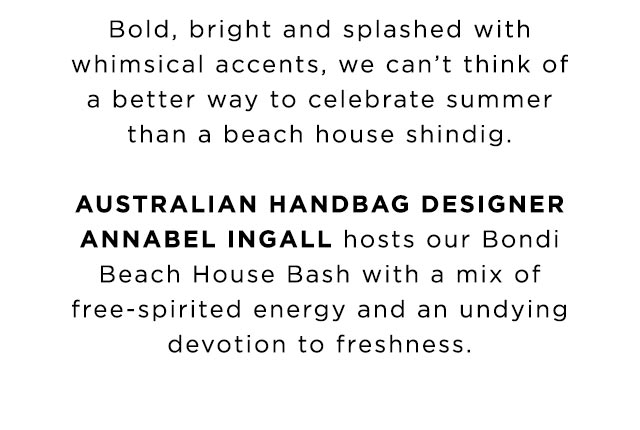 Bold, bright and splashed with
whimsical accents, we can’t think of
a better way to celebrate summer
than a beach house shindig.
AUSTRALIAN HANDBAG DESIGNER
ANNABEL INGALL hosts our Bondi
Beach House Bash with a mix of
free-spirited energy and an undying
devotion to freshness.